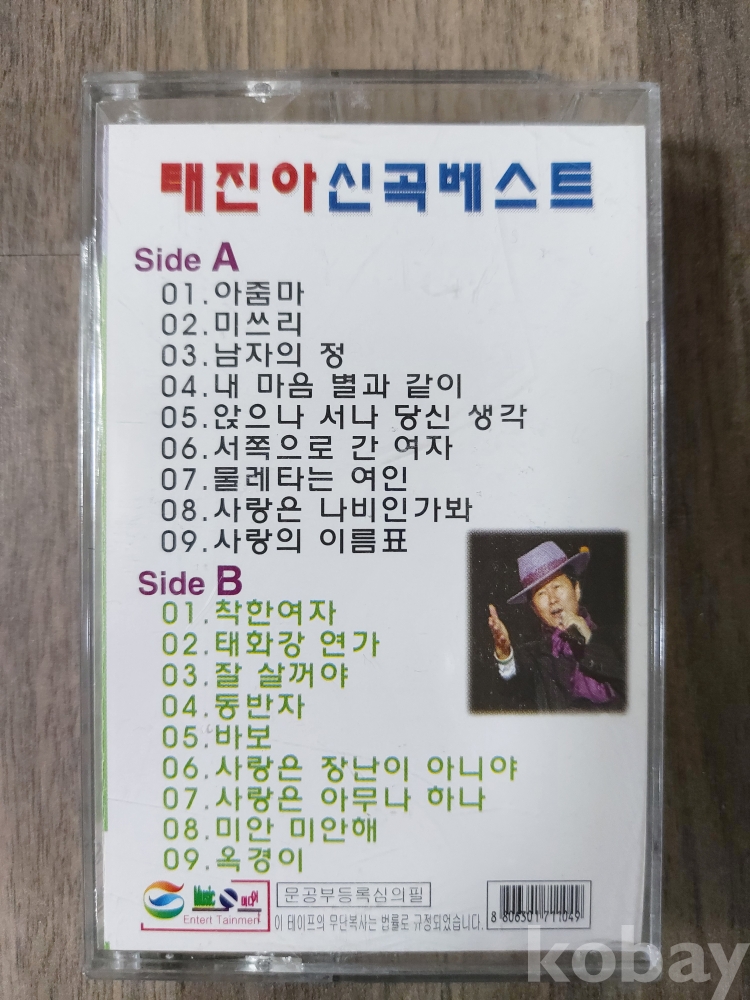 태진아신곡베스트
Side A
01.아줌마
02.미쓰리
03.남자의 정
04.내 마음 별과 같이
05.앉으나 서나 당신 생각
06.서쪽으로 간 여자
07.물레타는 여인
08.사랑은 나비인가봐
09.사랑의 이름표
Side B
01.착한여자
02.태화강 연가
03.잘 살꺼야
04.동반자
05.바보
06.사랑은 장난이 아니야
07.사랑은 아무나 하나
08.미안 미안해
09.옥경이
Entert Tainment
문공부등록심의필
이 테이프의 무단복사는 법률로 규정되었습니다.
8 806301 711049
kobay